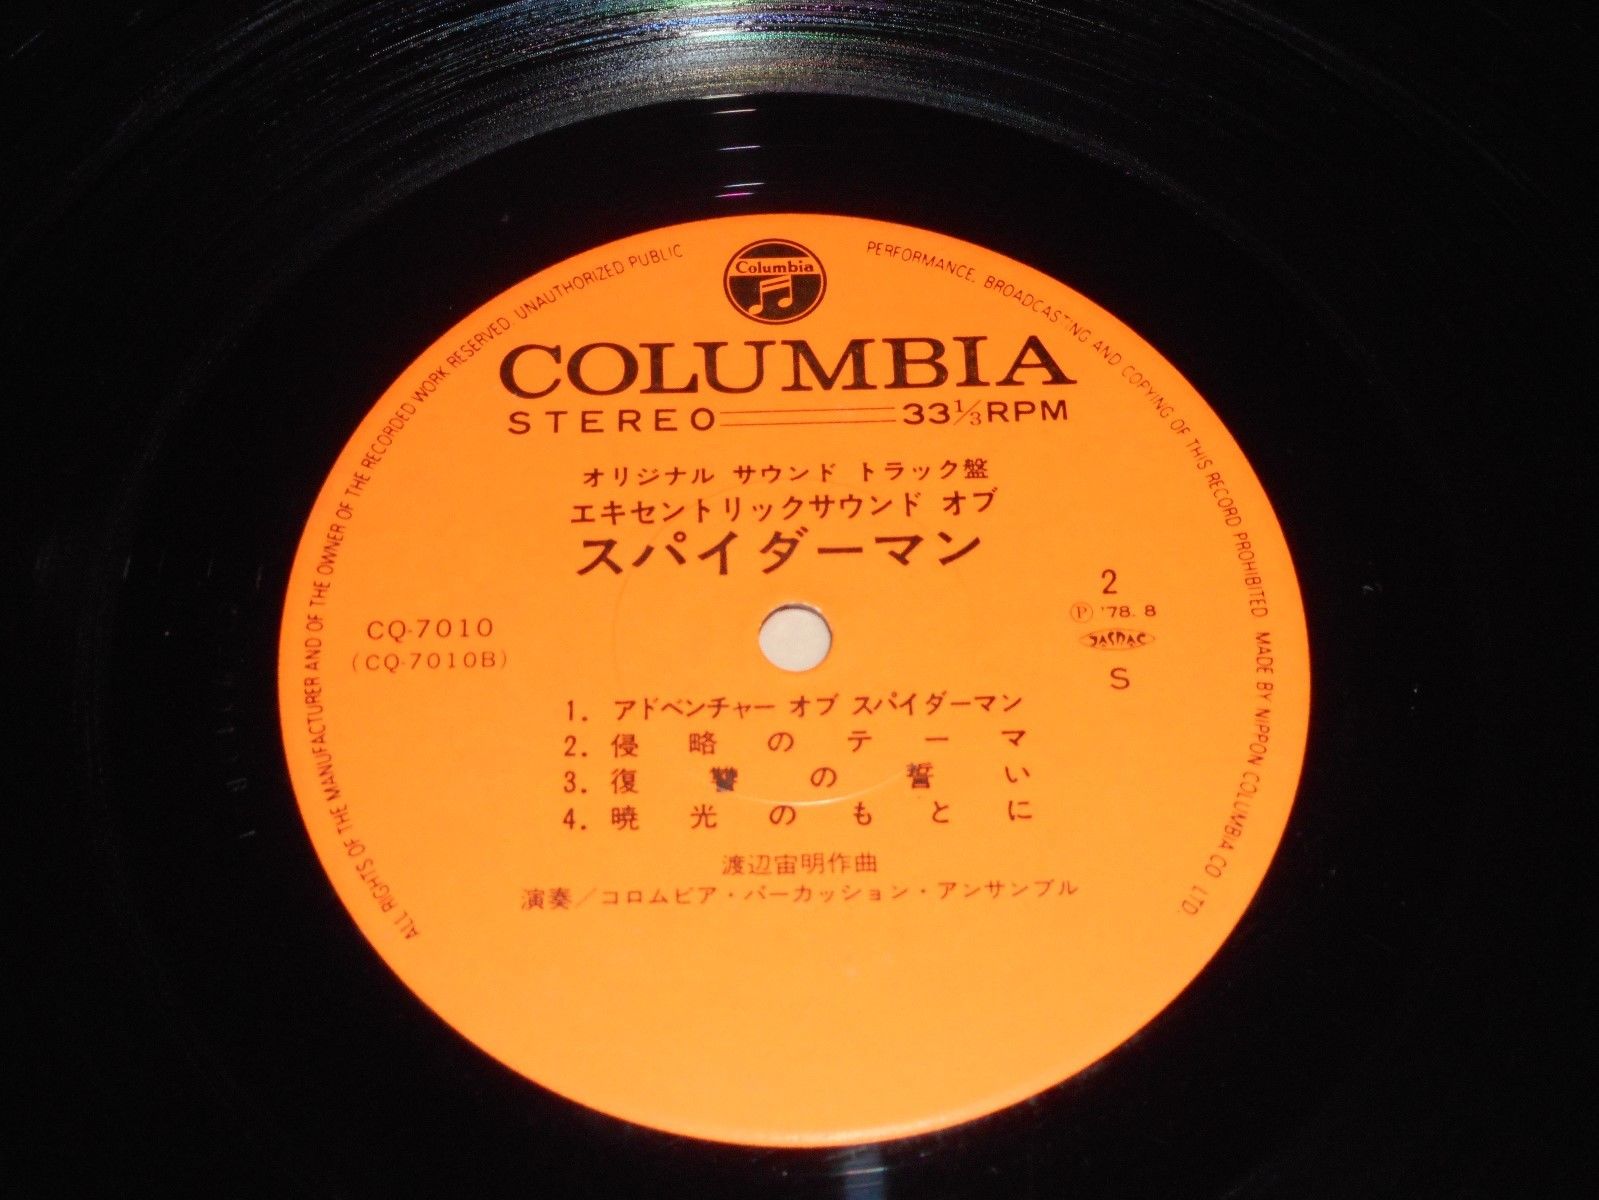 Columbia
ALL RIGHTS OF THE MANUFACTURER AND OF THE OWNER OF THE RECORDED WORK RESERVED UNAUTHORIZED PUBLIC PERFORMANCE, BROADCASTING AND COPYING OF THIS RECORD PROHIBITED MADE BY NIPPON COLUMBIA CO LTD.
COLUMBIA
STEREO 33 1/3 RPM
オリジナル サウンド トラック盤
エキセントリックサウンド オブ
スパイダーマン
2
Ⓟ '78. 8
CQ-7010
JASRAC
(CQ-7010B)
S
1. アドベンチャー オブ スパイダーマン
2. 侵略のテーマ
3. 復讐の誓い
4. 暁光のもとに
渡辺宙明作曲
演奏／コロムビア・パーカッション・アンサンブル